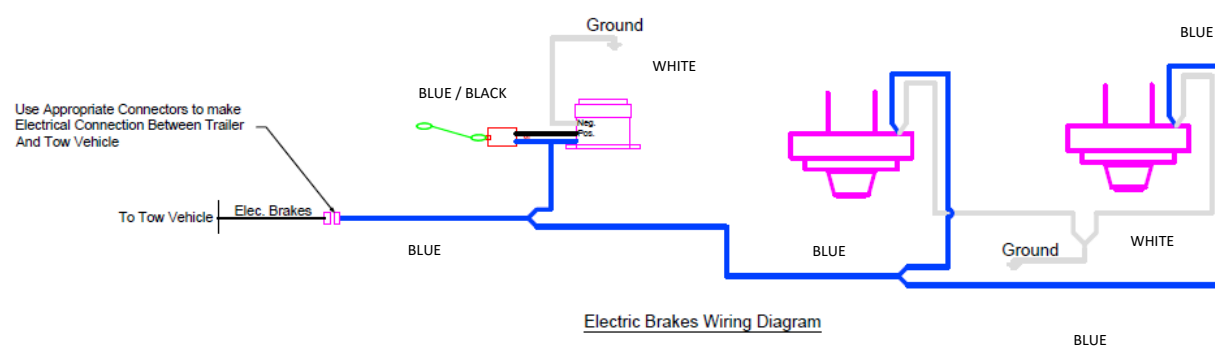 Ground
BLUE
WHITE
BLUE / BLACK
Use Appropriate Connectors to make
Electrical Connection Between Trailer
And Tow Vehicle
Neg.
Pos.
To Tow Vehicle
Elec. Brakes
BLUE
BLUE
Ground
WHITE
Electric Brakes Wiring Diagram
BLUE